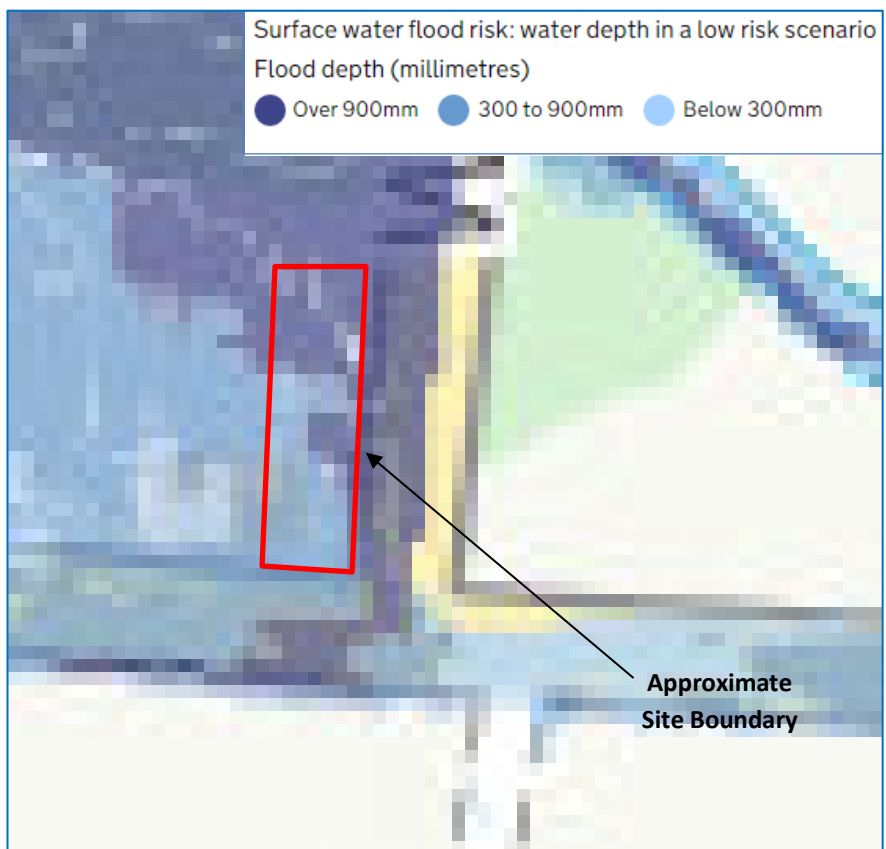 Surface water flood risk: water depth in a low risk scenario
Flood depth (millimetres)
Over 900mm 300 to 900mm Below 300mm
Approximate
Site Boundary